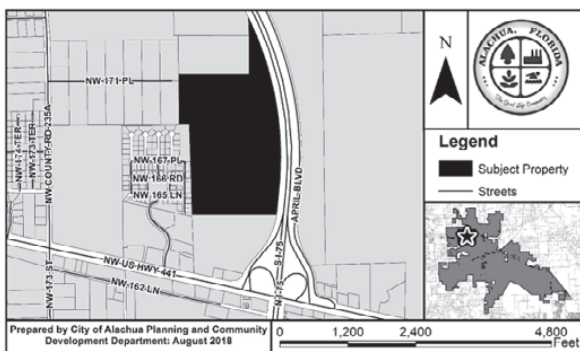 NW 171 PL
NW 174 TER
NW 173 TER
NW COUNTY RD 235A
NW 167 PL
NW 166 RD
NW 165 LN
APRIL BLVD
NW US HWY 441
NW 162 LN
NW 173 ST
N I 75
S I 75
N
ALACHUA, FLORIDA
The Good Life Community
Legend
Subject Property
Streets
Prepared by City of Alachua Planning and Community
Development Department: August 2018
0 1,200 2,400 4,800
Feet